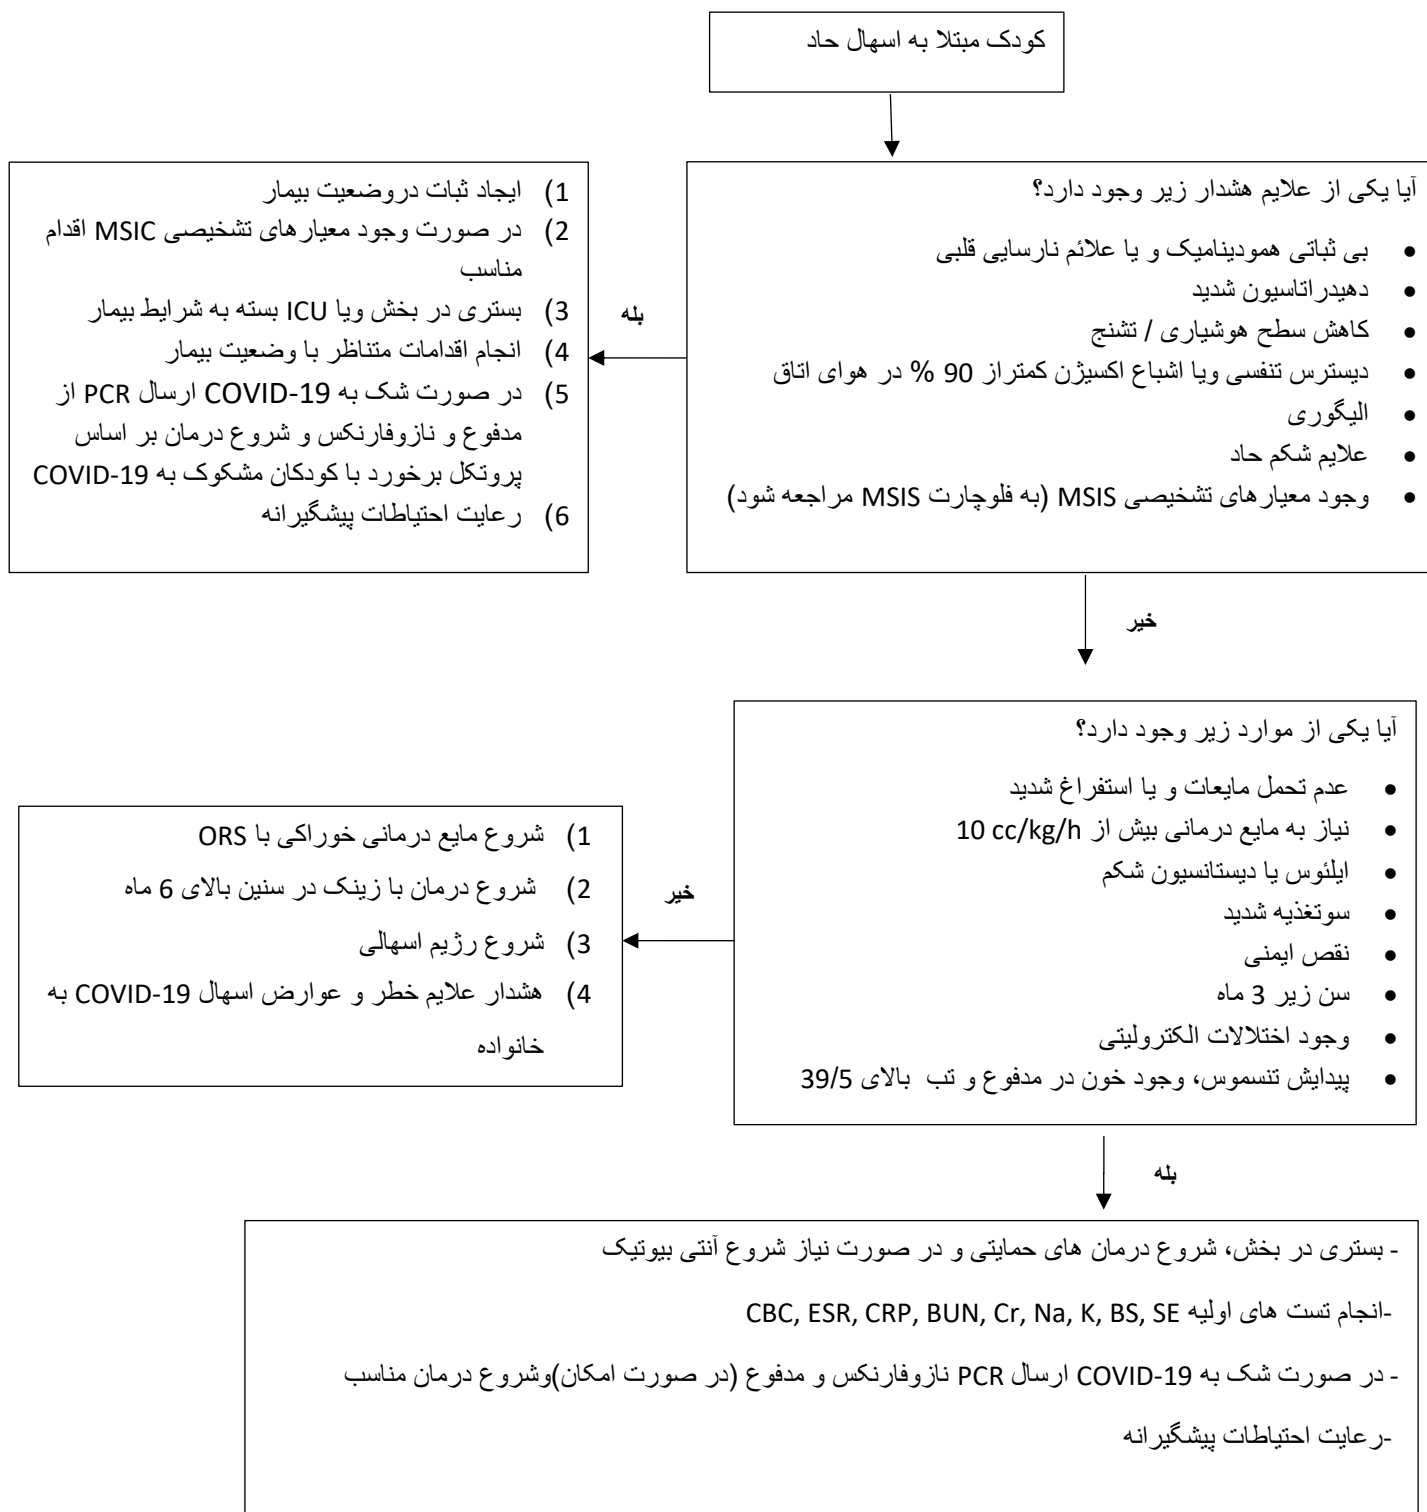 کودک مبتلا به اسهال حاد
آیا یکی از علایم هشدار زیر وجود دارد؟
• بی ثباتی همودینامیک و یا علائم نارسایی قلبی
• دهیدراتاسیون شدید
• کاهش سطح هوشیاری / تشنج
• دیسترس تنفسی ویا اشباع اکسیژن کمتراز 90 % در هوای اتاق
• الیگوری
• علایم شکم حاد
• وجود معیارهای تشخیصی MSIS (به فلوچارت MSIS مراجعه شود)
بله
1) ایجاد ثبات دروضعیت بیمار
2) در صورت وجود معیارهای تشخیصی MSIC اقدام
مناسب
3) بستری در بخش ویا ICU بسته به شرایط بیمار
4) انجام اقدامات متناظر با وضعیت بیمار
5) در صورت شک به COVID-19 ارسال PCR از
مدفوع و نازوفارنکس و شروع درمان بر اساس
پروتکل برخورد با کودکان مشکوک به COVID-19
6) رعایت احتیاطات پیشگیرانه
خیر
آیا یکی از موارد زیر وجود دارد؟
• عدم تحمل مایعات و یا استفراغ شدید
• نیاز به مایع درمانی بیش از 10 cc/kg/h
• ایلئوس یا دیستانسیون شکم
• سوتغذیه شدید
• نقص ایمنی
• سن زیر 3 ماه
• وجود اختلالات الکترولیتی
• پیدایش تنسموس، وجود خون در مدفوع و تب بالای 39/5
خیر
1) شروع مایع درمانی خوراکی با ORS
2) شروع درمان با زینک در سنین بالای 6 ماه
3) شروع رژیم اسهالی
4) هشدار علایم خطر و عوارض اسهال COVID-19 به
خانواده
بله
- بستری در بخش، شروع درمان های حمایتی و در صورت نیاز شروع آنتی بیوتیک
-انجام تست های اولیه CBC, ESR, CRP, BUN, Cr, Na, K, BS, SE
- در صورت شک به COVID-19 ارسال PCR نازوفارنکس و مدفوع (در صورت امکان)وشروع درمان مناسب
-رعایت احتیاطات پیشگیرانه